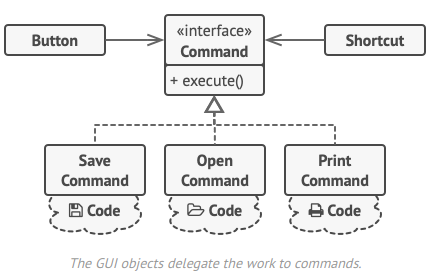 Button
«interface»
Command
+ execute()
Shortcut
Save
Command
Code
Open
Command
Code
Print
Command
Code
The GUI objects delegate the work to commands.